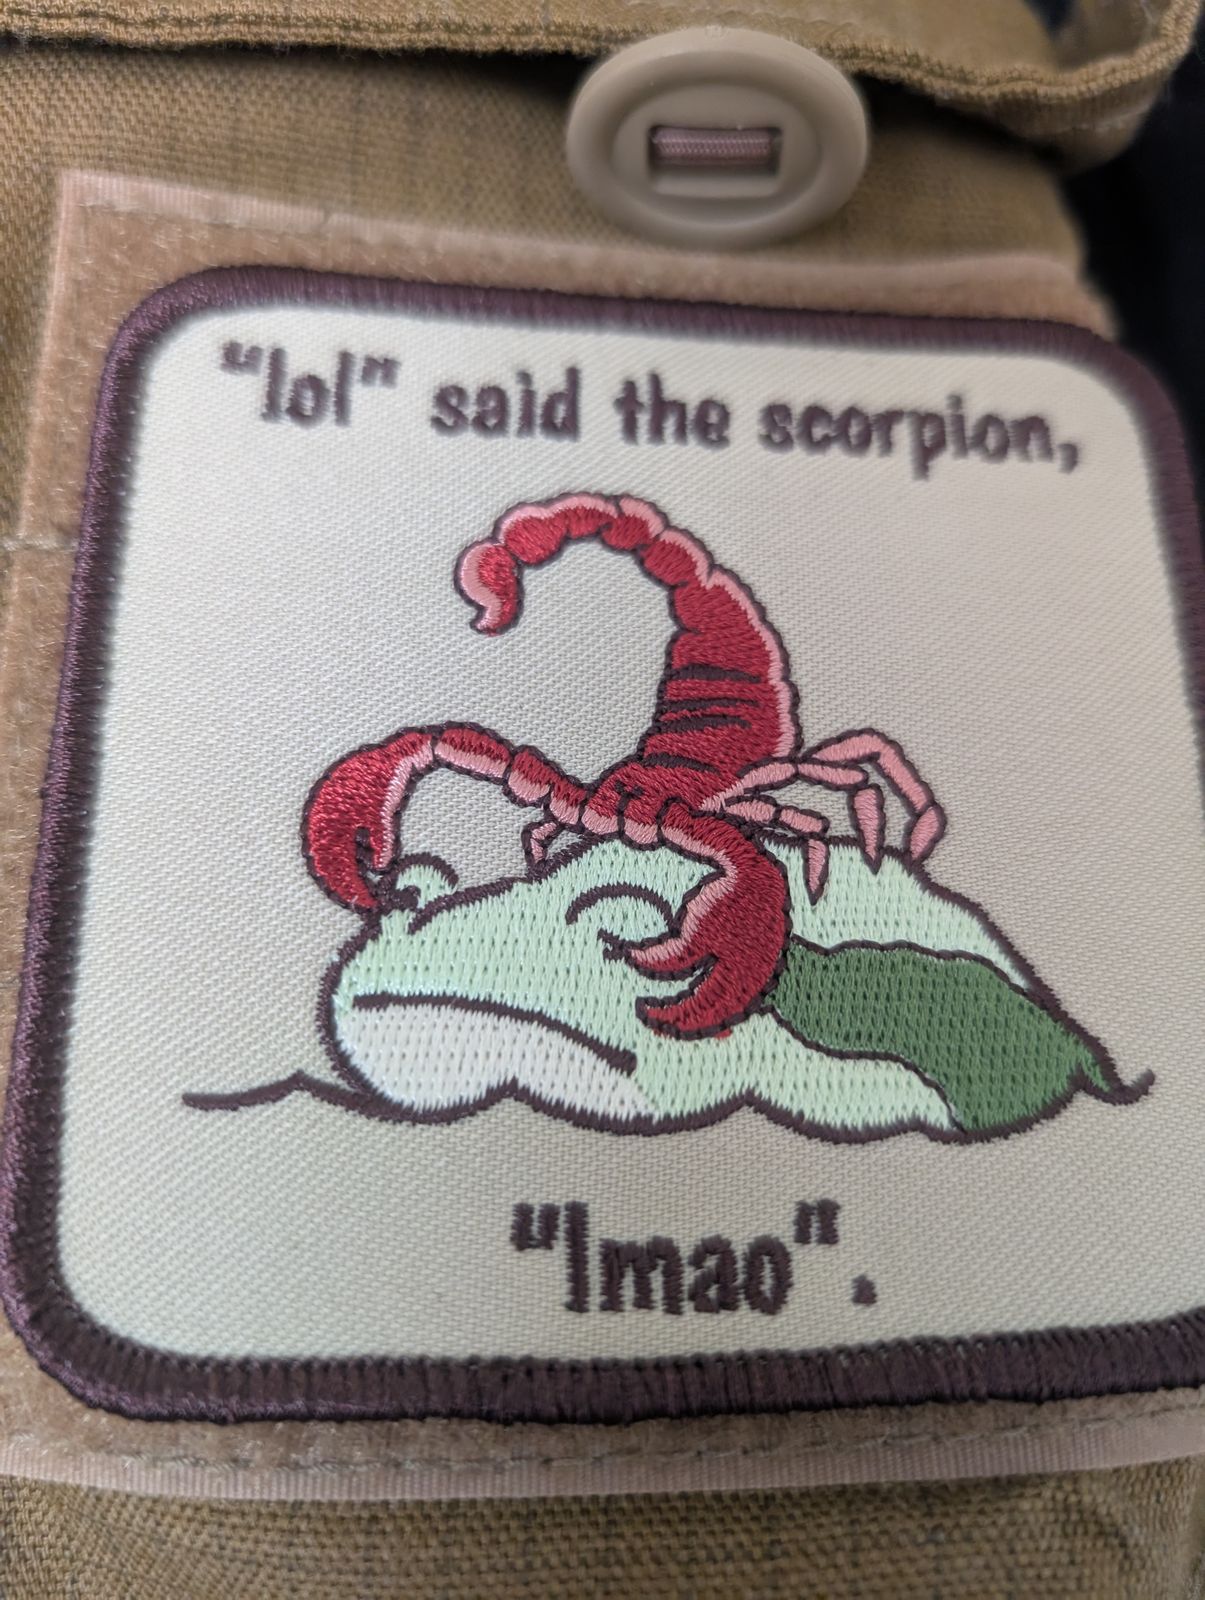 "lol" said the scorpion,
"lmao".